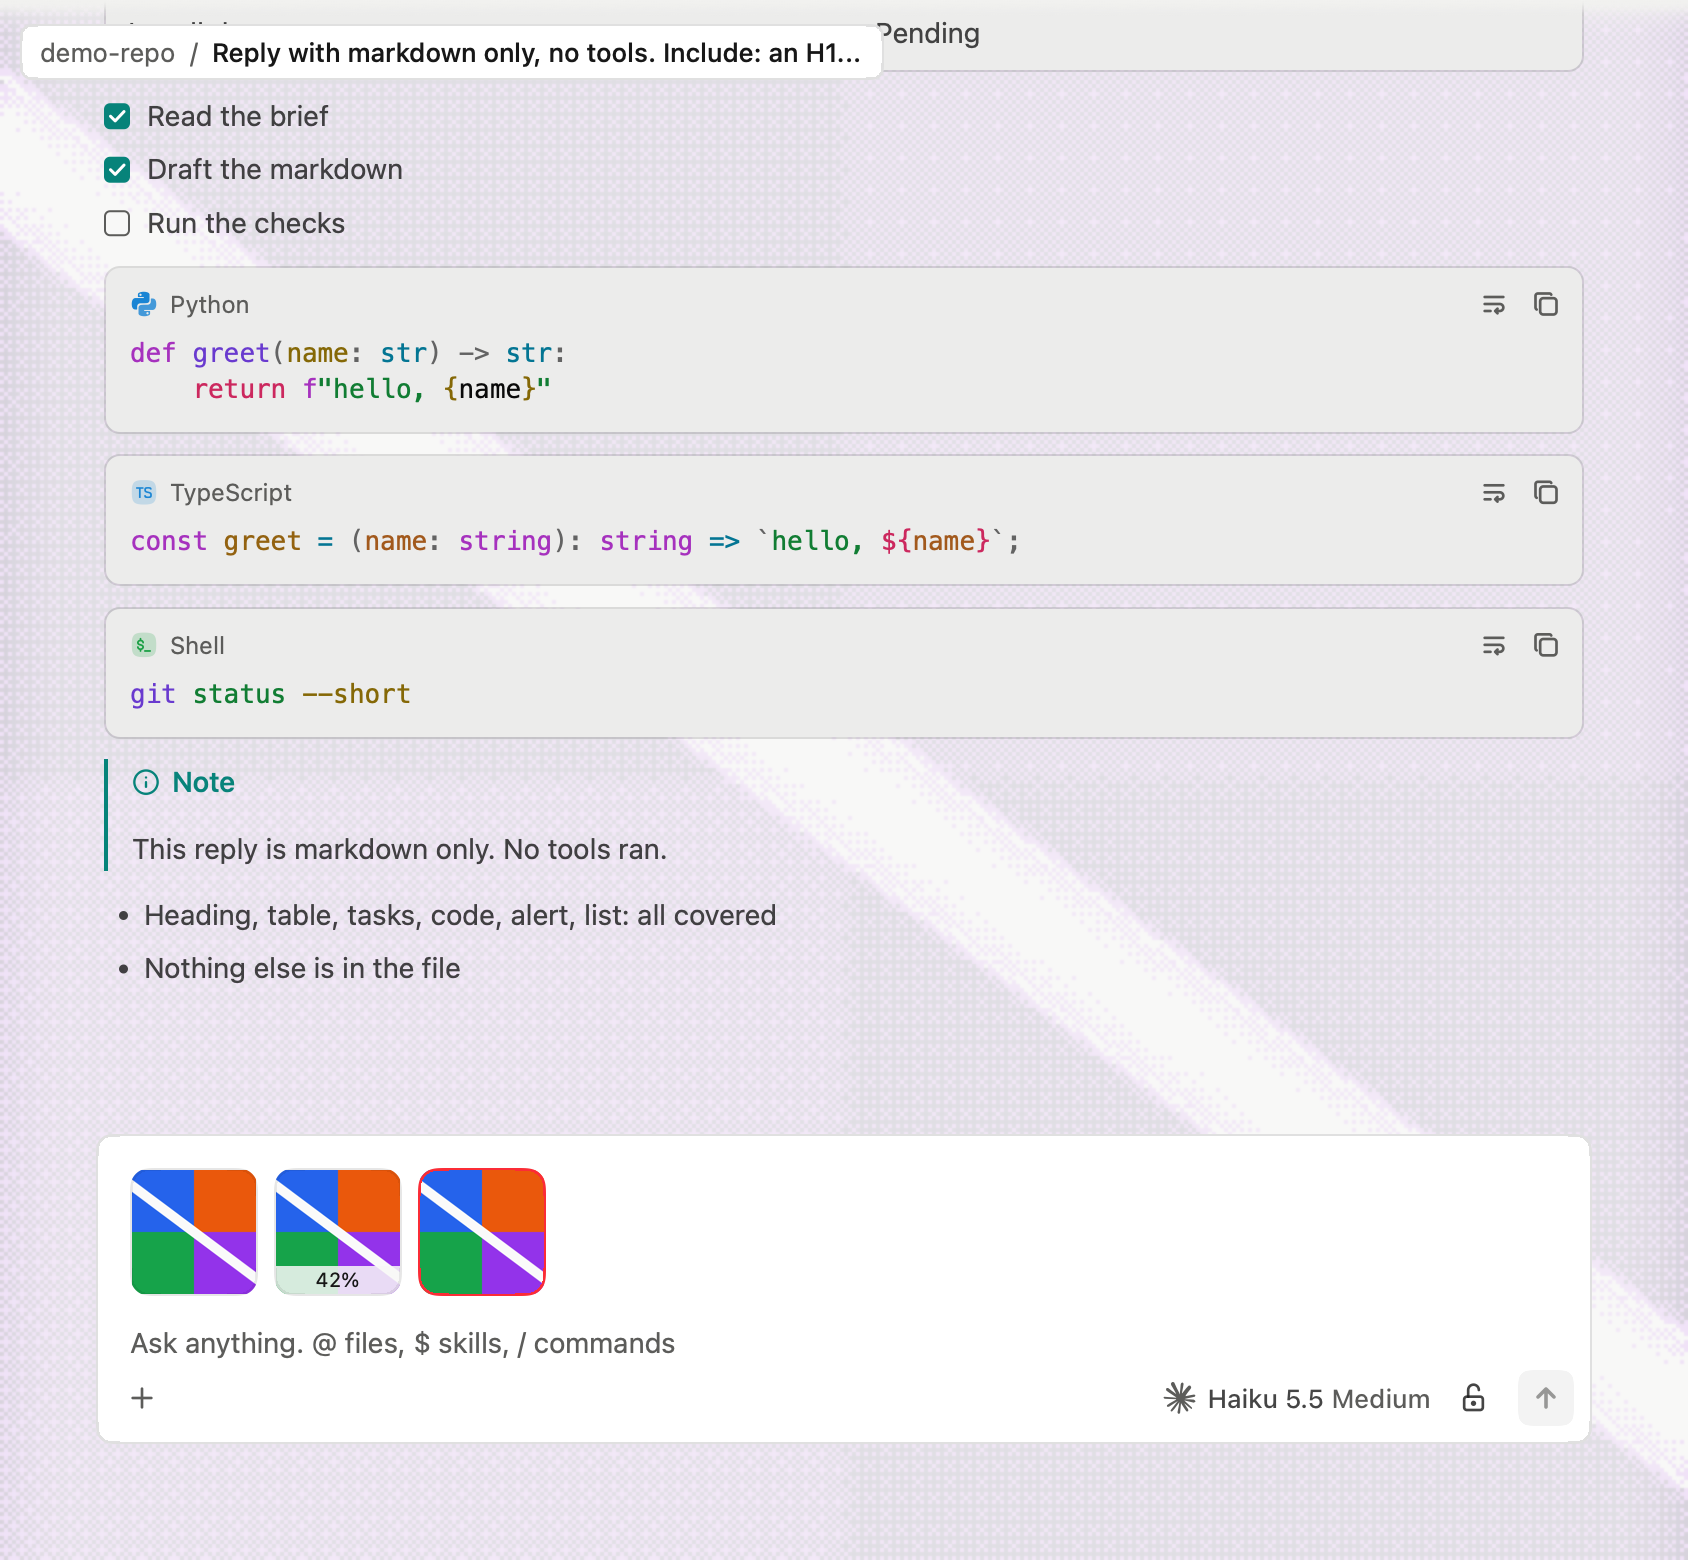 Pending
demo-repo / Reply with markdown only, no tools. Include: an H1...
Read the brief
Draft the markdown
Run the checks
Python
def greet(name: str) -> str:
    return f"hello, {name}"
TS TypeScript
const greet = (name: string): string => `hello, ${name}`;
$_ Shell
git status --short
Note
This reply is markdown only. No tools ran.
• Heading, table, tasks, code, alert, list: all covered
• Nothing else is in the file
42%
Ask anything. @ files, $ skills, / commands
Haiku 5.5 Medium